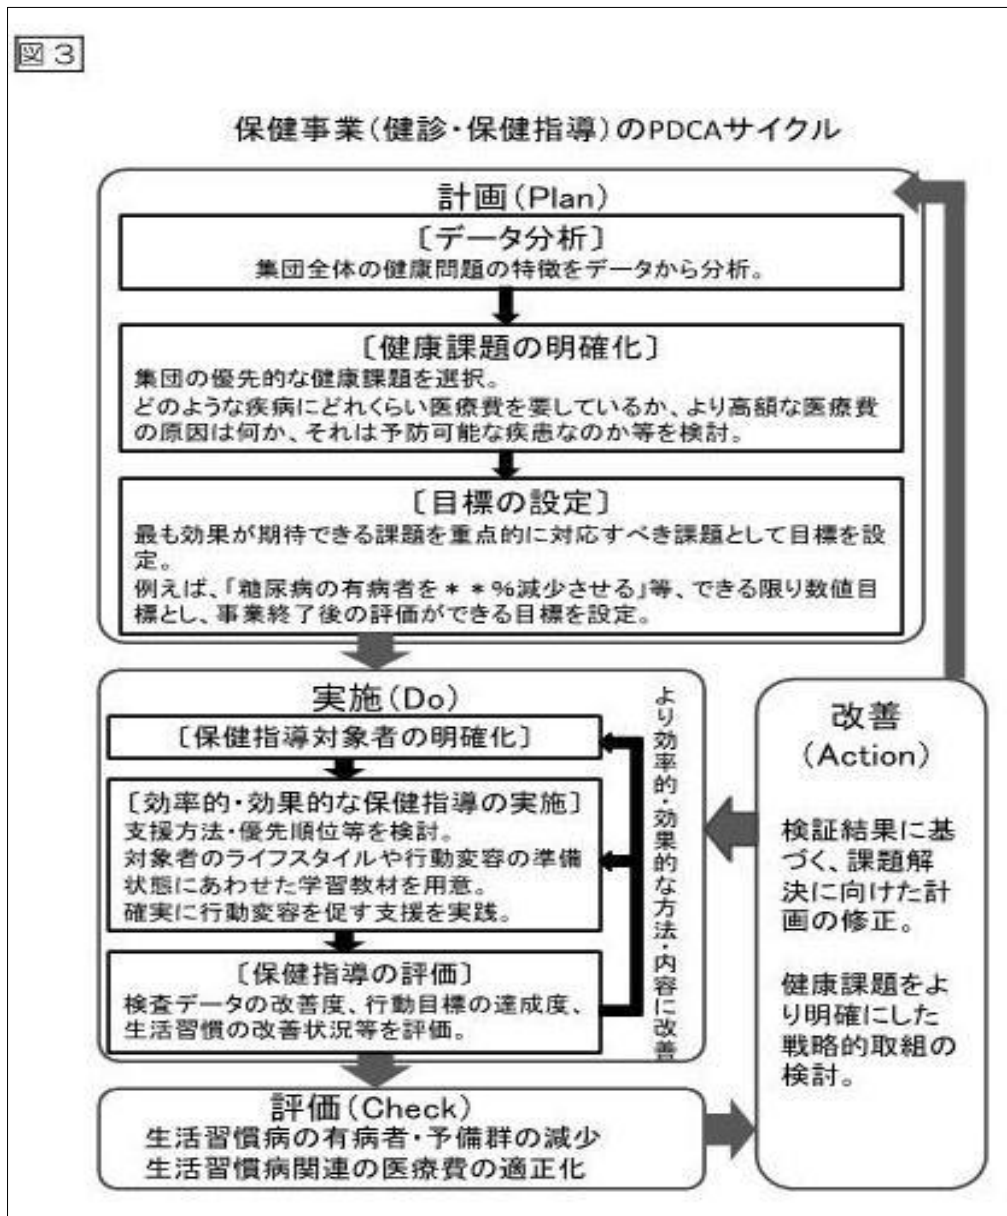 図3
保健事業(健診・保健指導)のPDCAサイクル
計画(Plan)
〔データ分析〕
集団全体の健康問題の特徴をデータから分析。
〔健康課題の明確化〕
集団の優先的な健康課題を選択。
どのような疾病にどれくらい医療費を要しているか、より高額な医療費
の原因は何か、それは予防可能な疾患なのか等を検討。
〔目標の設定〕
最も効果が期待できる課題を重点的に対応すべき課題として目標を設
定。
例えば、「糖尿病の有病者を**%減少させる」等、できる限り数値目
標とし、事業終了後の評価ができる目標を設定。
実施(Do)
〔保健指導対象者の明確化〕
〔効率的・効果的な保健指導の実施〕
支援方法・優先順位等を検討。
対象者のライフスタイルや行動変容の準備
状態にあわせた学習教材を用意。
確実に行動変容を促す支援を実践。
〔保健指導の評価〕
検査データの改善度、行動目標の達成度、
生活習慣の改善状況等を評価。
より効率的・効果的な方法・内容に改善
評価(Check)
生活習慣病の有病者・予備群の減少
生活習慣病関連の医療費の適正化
改善
(Action)
検証結果に基
づく、課題解
決に向けた計
画の修正。
健康課題をよ
り明確にした
戦略的取組の
検討。